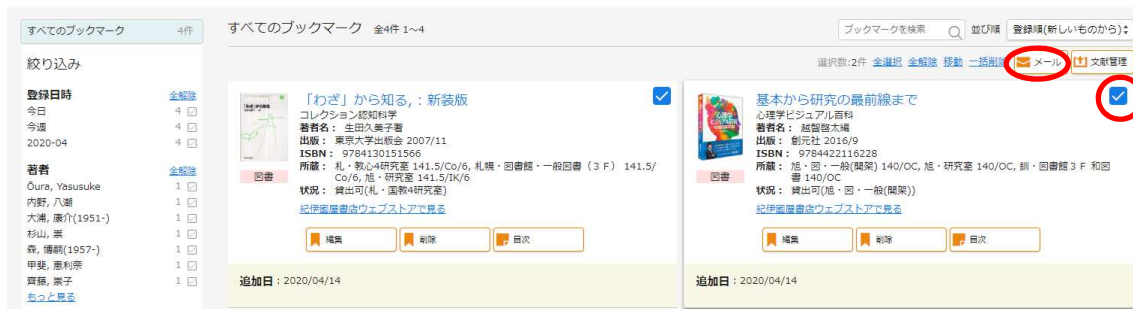 すべてのブックマーク 4件
絞り込み
登録日時 全解除
今日 4
今週 4
2020-04 4
著者 全解除
Ōura, Yasusuke 1
内野, 八潮 1
大浦, 康介(1951-) 1
杉山, 崇 1
森, 博嗣(1957-) 1
甲斐, 恵利奈 1
齊藤, 崇子 1
もっと見る
すべてのブックマーク 全4件 1~4
ブックマークを検索 並び順 登録順(新しいものから)
選択数:2件 全選択 全解除 移動 一括削除 メール 文献管理
「わざ」から知る, : 新装版
コレクション認知科学
著者名： 生田久美子著
出版： 東京大学出版会 2007/11
ISBN： 9784130151566
所蔵： 札・教心4研究室 141.5/Co/6, 札幌・図書館・一般図書（３Ｆ） 141.5/
Co/6, 旭・研究室 141.5/IK/6
図書
状況： 貸出可(札・国教4研究室)
紀伊國屋書店ウェブストアで見る
編集 削除 目次
追加日：2020/04/14
基本から研究の最前線まで
心理学ビジュアル百科
著者名： 越智啓太編
出版： 創元社 2016/9
ISBN： 9784422116228
所蔵： 旭・図・一般(開架) 140/OC, 旭・研究室 140/OC, 釧・図書館３Ｆ 和図
書 140/OC
図書
状況： 貸出可(旭・図・一般(開架))
紀伊國屋書店ウェブストアで見る
編集 削除 目次
追加日：2020/04/14